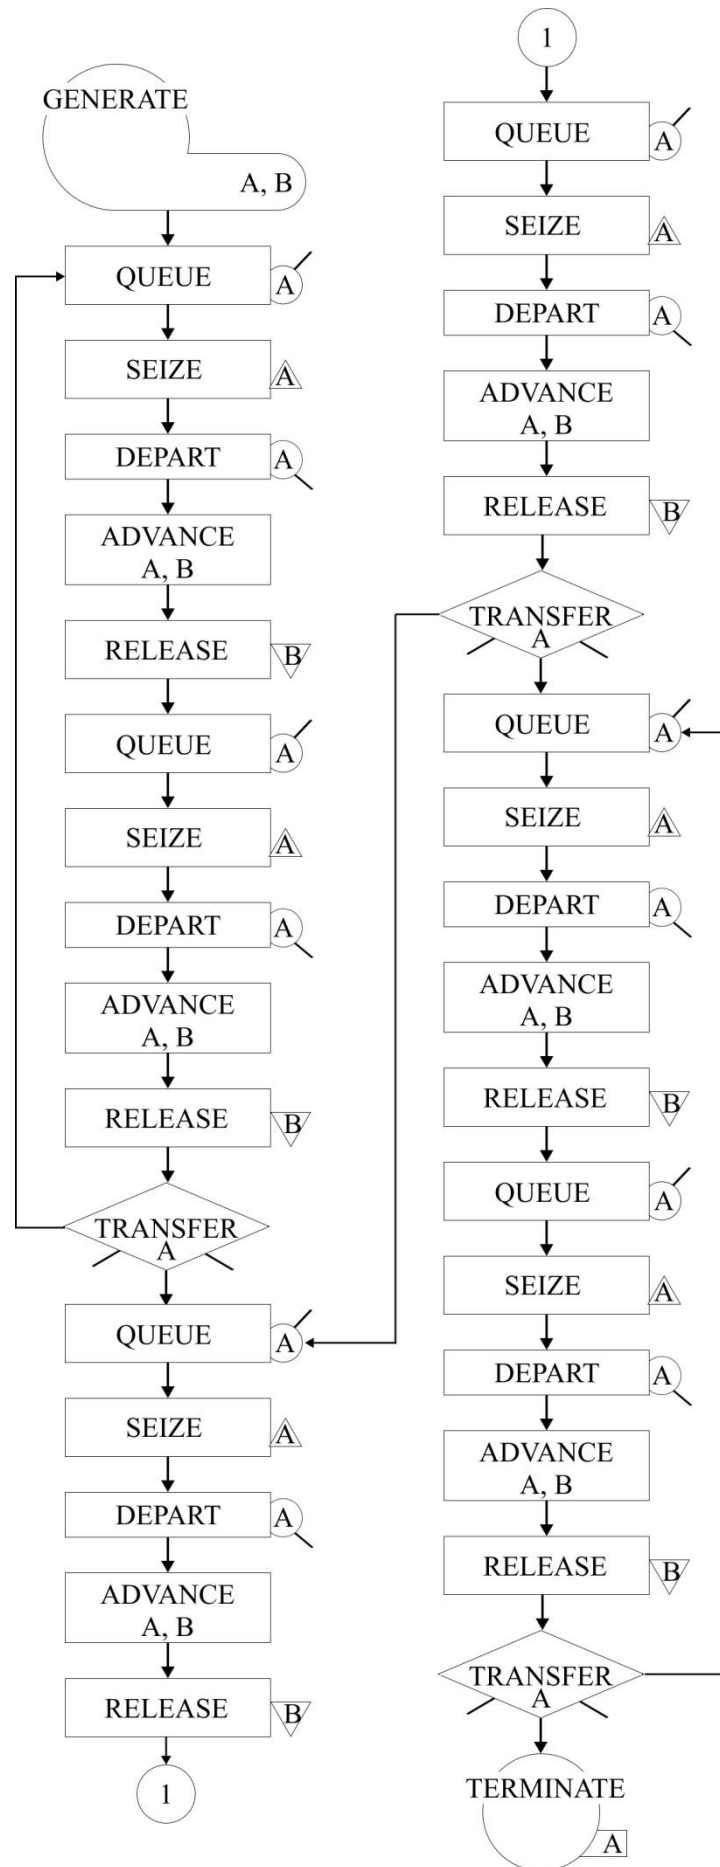 GENERATE
A, B
QUEUE
A
SEIZE
A
DEPART
A
ADVANCE
A, B
RELEASE
B
QUEUE
A
SEIZE
A
DEPART
A
ADVANCE
A, B
RELEASE
B
TRANSFER
A
QUEUE
A
SEIZE
A
DEPART
A
ADVANCE
A, B
RELEASE
B
1
1
QUEUE
A
SEIZE
A
DEPART
A
ADVANCE
A, B
RELEASE
B
TRANSFER
A
QUEUE
A
SEIZE
A
DEPART
A
ADVANCE
A, B
RELEASE
B
QUEUE
A
SEIZE
A
DEPART
A
ADVANCE
A, B
RELEASE
B
TRANSFER
A
TERMINATE
A